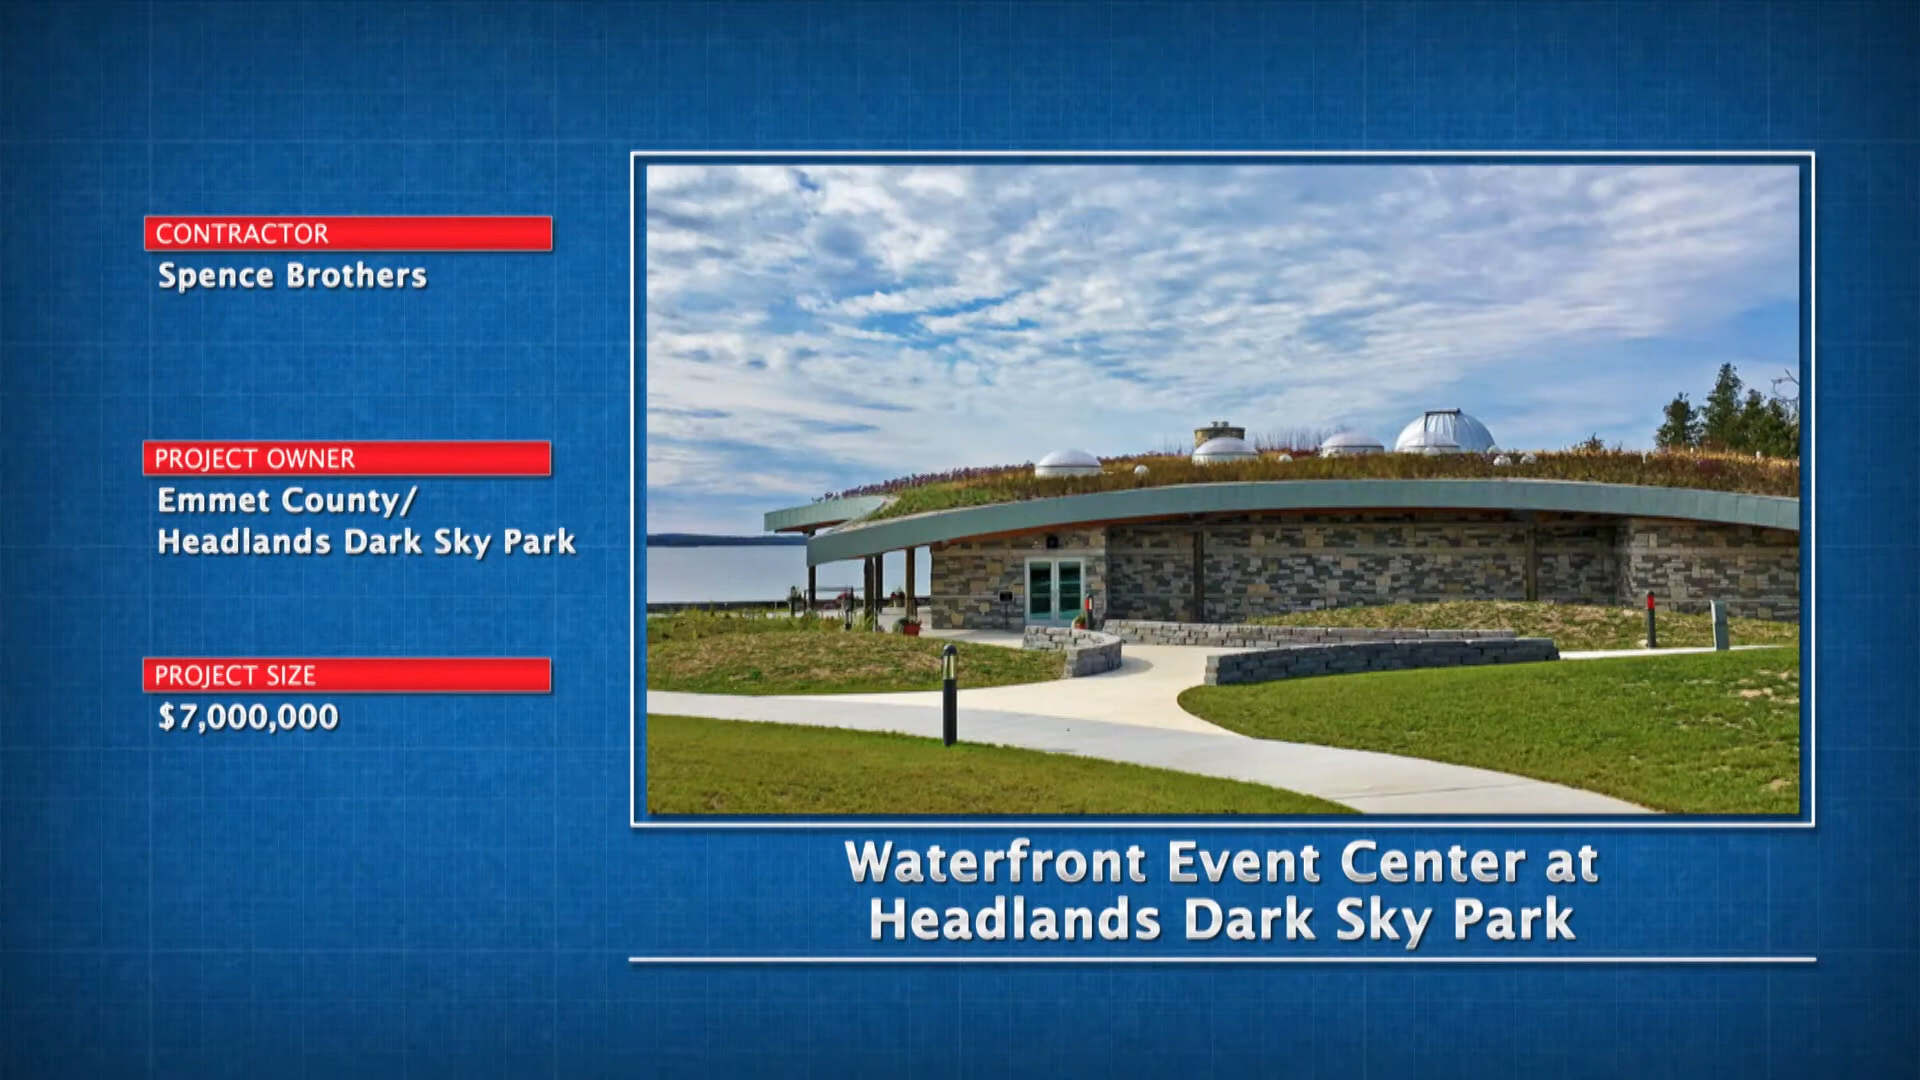 CONTRACTOR
Spence Brothers
PROJECT OWNER
Emmet County/
Headlands Dark Sky Park
PROJECT SIZE
$7,000,000
Waterfront Event Center at
Headlands Dark Sky Park